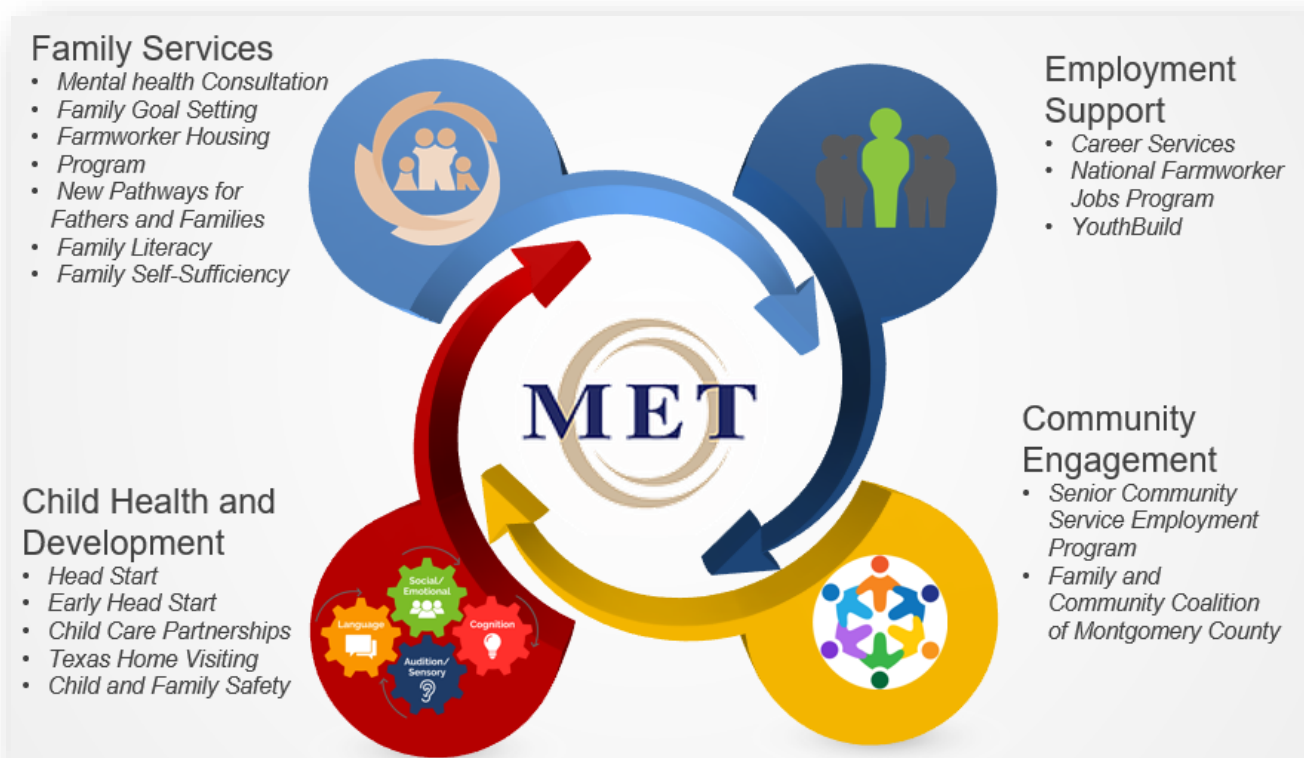 Family Services
• Mental health Consultation
• Family Goal Setting
• Farmworker Housing
• Program
• New Pathways for
Fathers and Families
• Family Literacy
• Family Self-Sufficiency
Employment
Support
• Career Services
• National Farmworker
Jobs Program
• YouthBuild
MET
Child Health and
Development
• Head Start
• Early Head Start
• Child Care Partnerships
• Texas Home Visiting
• Child and Family Safety
Social/
Emotional
Language
Cognition
Audition/
Sensory
Community
Engagement
• Senior Community
Service Employment
Program
• Family and
Community Coalition
of Montgomery County